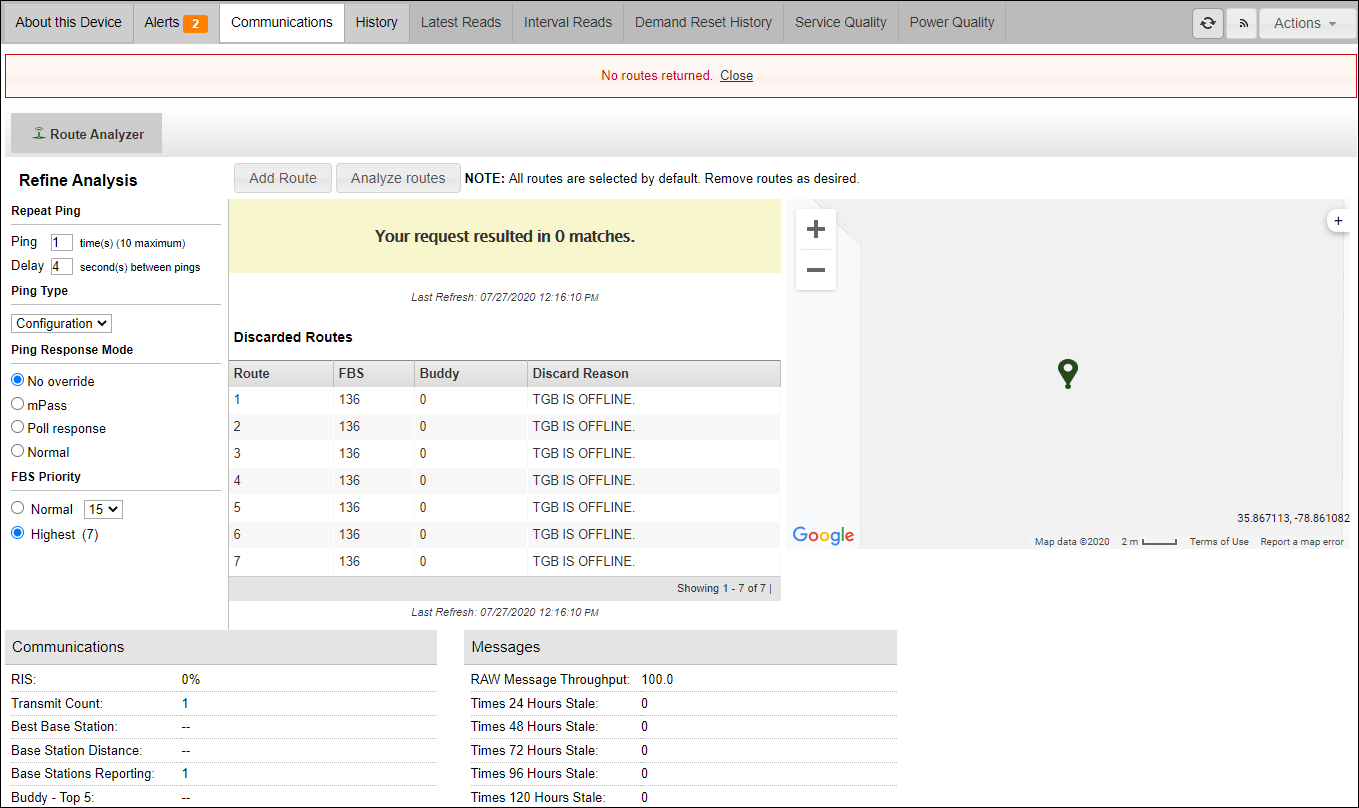 About this Device Alerts 2 Communications History Latest Reads Interval Reads Demand Reset History Service Quality Power Quality Actions
No routes returned. Close
Route Analyzer
Refine Analysis
Add Route Analyze routes NOTE: All routes are selected by default. Remove routes as desired.
Repeat Ping
Ping 1 time(s) (10 maximum)
Delay 4 second(s) between pings
Ping Type
Configuration
Ping Response Mode
No override
mPass
Poll response
Normal
FBS Priority
Normal 15
Highest (7)
Your request resulted in 0 matches.
Last Refresh: 07/27/2020 12:16:10 PM
Discarded Routes
Route FBS Buddy Discard Reason
1 136 0 TGB IS OFFLINE.
2 136 0 TGB IS OFFLINE.
3 136 0 TGB IS OFFLINE.
4 136 0 TGB IS OFFLINE.
5 136 0 TGB IS OFFLINE.
6 136 0 TGB IS OFFLINE.
7 136 0 TGB IS OFFLINE.
Showing 1 - 7 of 7 |
Last Refresh: 07/27/2020 12:16:10 PM
+
+
−
35.867113, -78.861082
Google
Map data ©2020 2 m Terms of Use Report a map error
Communications
RIS: 0%
Transmit Count: 1
Best Base Station: --
Base Station Distance: --
Base Stations Reporting: 1
Buddy - Top 5: --
Messages
RAW Message Throughput: 100.0
Times 24 Hours Stale: 0
Times 48 Hours Stale: 0
Times 72 Hours Stale: 0
Times 96 Hours Stale: 0
Times 120 Hours Stale: 0